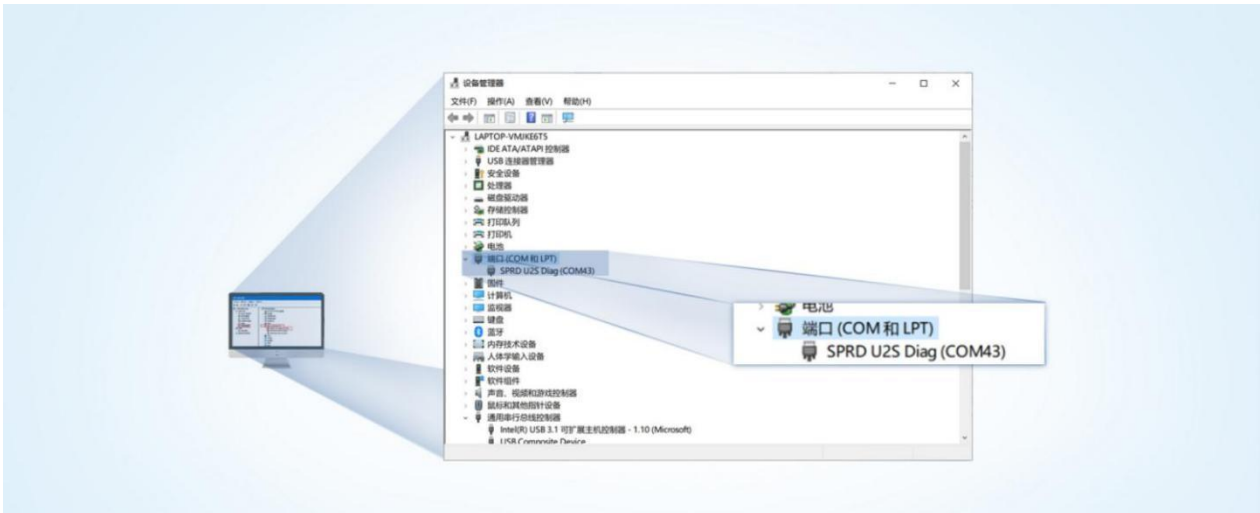 设备管理器
文件(F) 操作(A) 查看(V) 帮助(H)
LAPTOP-VMJKE6T5
IDE ATA/ATAPI 控制器
USB 连接器管理器
安全设备
处理器
磁盘驱动器
存储控制器
打印队列
打印机
电池
端口 (COM 和 LPT)
SPRD U2S Diag (COM43)
固件
计算机
监视器
键盘
蓝牙
内存技术设备
人体学输入设备
软件设备
软件组件
声音、视频和游戏控制器
鼠标和其他指针设备
通用串行总线控制器
Intel(R) USB 3.1 可扩展主机控制器 - 1.10 (Microsoft)
USB Composite Device
电池
端口 (COM 和 LPT)
SPRD U2S Diag (COM43)